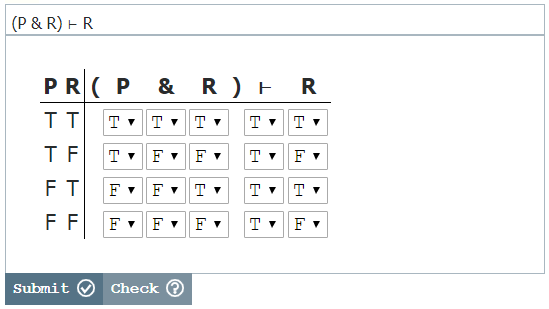 (P & R) ⊢ R
P R ( P & R ) ⊢ R
T T T T T T T
T F T F F T F
F T F F T T T
F F F F F T F
Submit Check